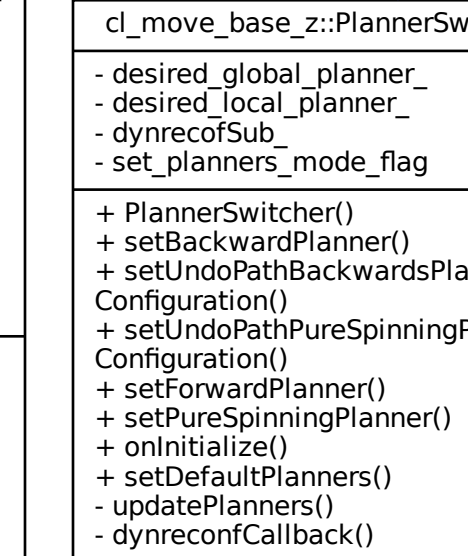 cl_move_base_z::PlannerSw
- desired_global_planner_
- desired_local_planner_
- dynrecofSub_
- set_planners_mode_flag
+ PlannerSwitcher()
+ setBackwardPlanner()
+ setUndoPathBackwardsPla
Configuration()
+ setUndoPathPureSpinningP
Configuration()
+ setForwardPlanner()
+ setPureSpinningPlanner()
+ onInitialize()
+ setDefaultPlanners()
- updatePlanners()
- dynreconfCallback()